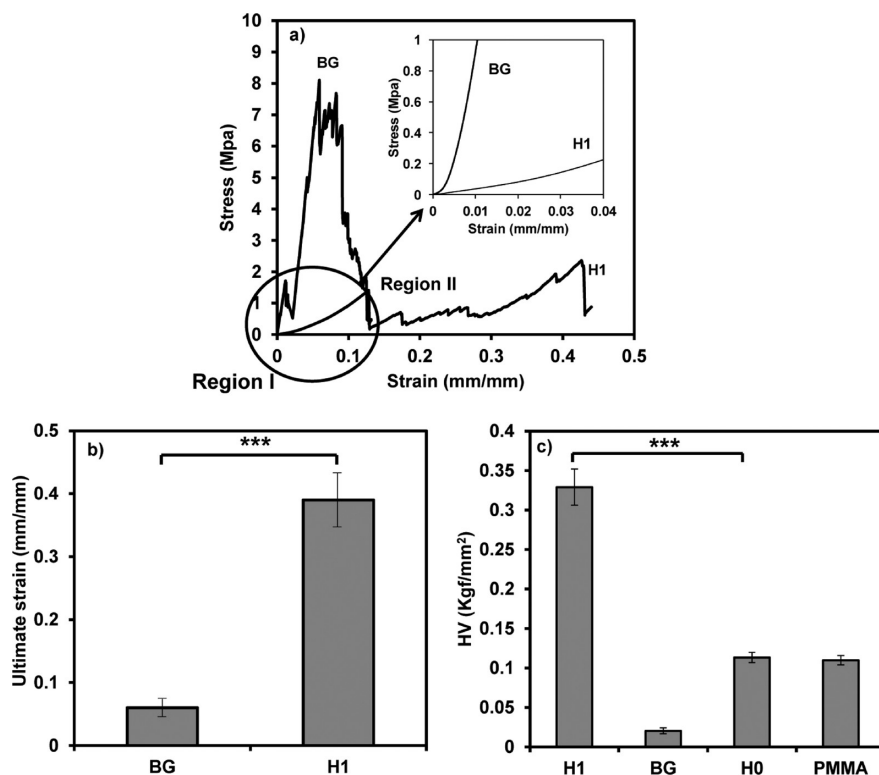 a)
10
9
8
7
6
5
4
3
2
1
0
Stress (Mpa)
BG
1
0.8
0.6
0.4
0.2
0
Stress (Mpa)
BG
H1
0 0.01 0.02 0.03 0.04
Strain (mm/mm)
Region II
H1
0 0.1 0.2 0.3 0.4 0.5
Region I
Strain (mm/mm)
b)
***
0.5
0.4
0.3
0.2
0.1
0
Ultimate strain (mm/mm)
BG H1
c)
***
0.4
0.35
0.3
0.25
0.2
0.15
0.1
0.05
0
HV (Kgf/mm²)
H1 BG H0 PMMA